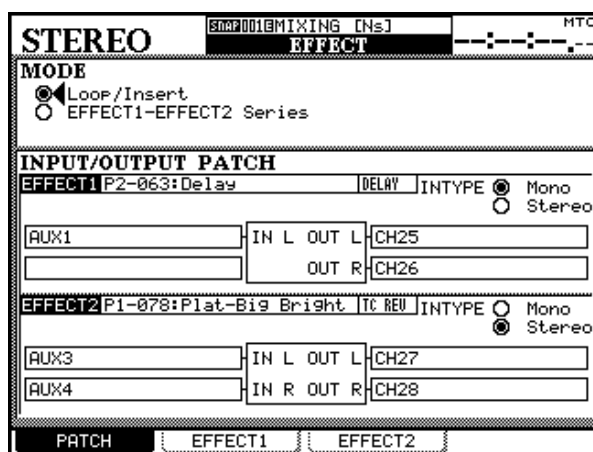 STEREO
SNAP001 MIXING [Ns]
EFFECT
MTC
--:--:--.--
MODE
Loop/Insert
EFFECT1-EFFECT2 Series
INPUT/OUTPUT PATCH
EFFECT1 P2-063:Delay DELAY INTYPE Mono
Stereo
AUX1 IN L OUT L CH25
OUT R CH26
EFFECT2 P1-078:Plat-Big Bright TC REV INTYPE Mono
Stereo
AUX3 IN L OUT L CH27
AUX4 IN R OUT R CH28
PATCH EFFECT1 EFFECT2